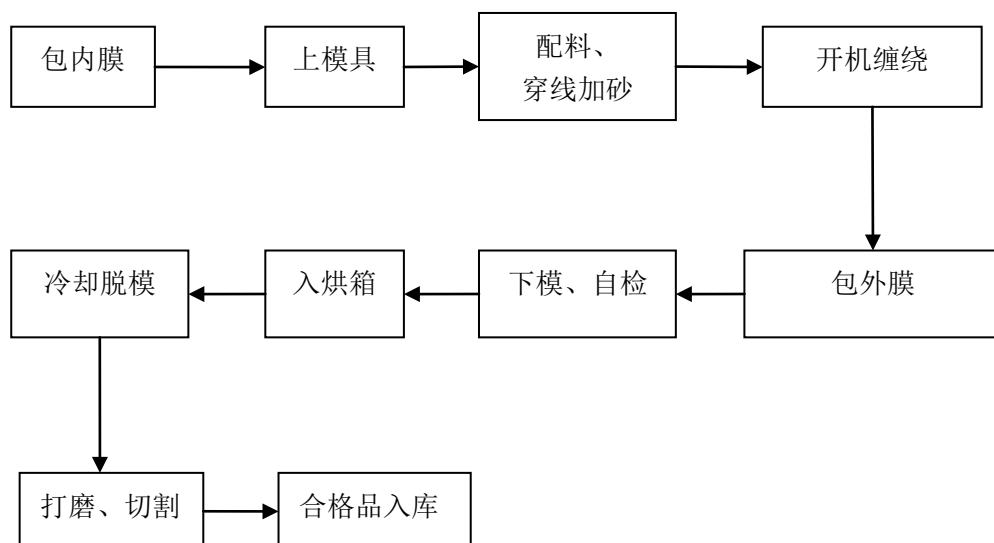 包内膜
上模具
配料、
穿线加砂
开机缠绕
包外膜
下模、自检
入烘箱
冷却脱模
打磨、切割
合格品入库